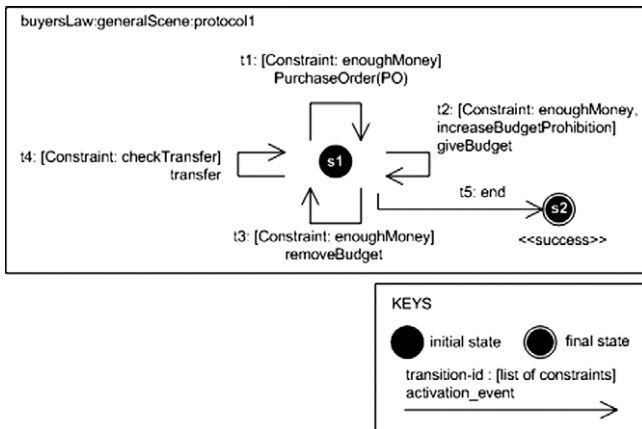 buyersLaw:generalScene:protocol1
t1: [Constraint: enoughMoney]
PurchaseOrder(PO)
t2: [Constraint: enoughMoney,
increaseBudgetProhibition]
giveBudget
t4: [Constraint: checkTransfer]
transfer
s1
t5: end
s2
<<success>>
t3: [Constraint: enoughMoney]
removeBudget
KEYS
initial state
final state
transition-id : [list of constraints]
activation_event